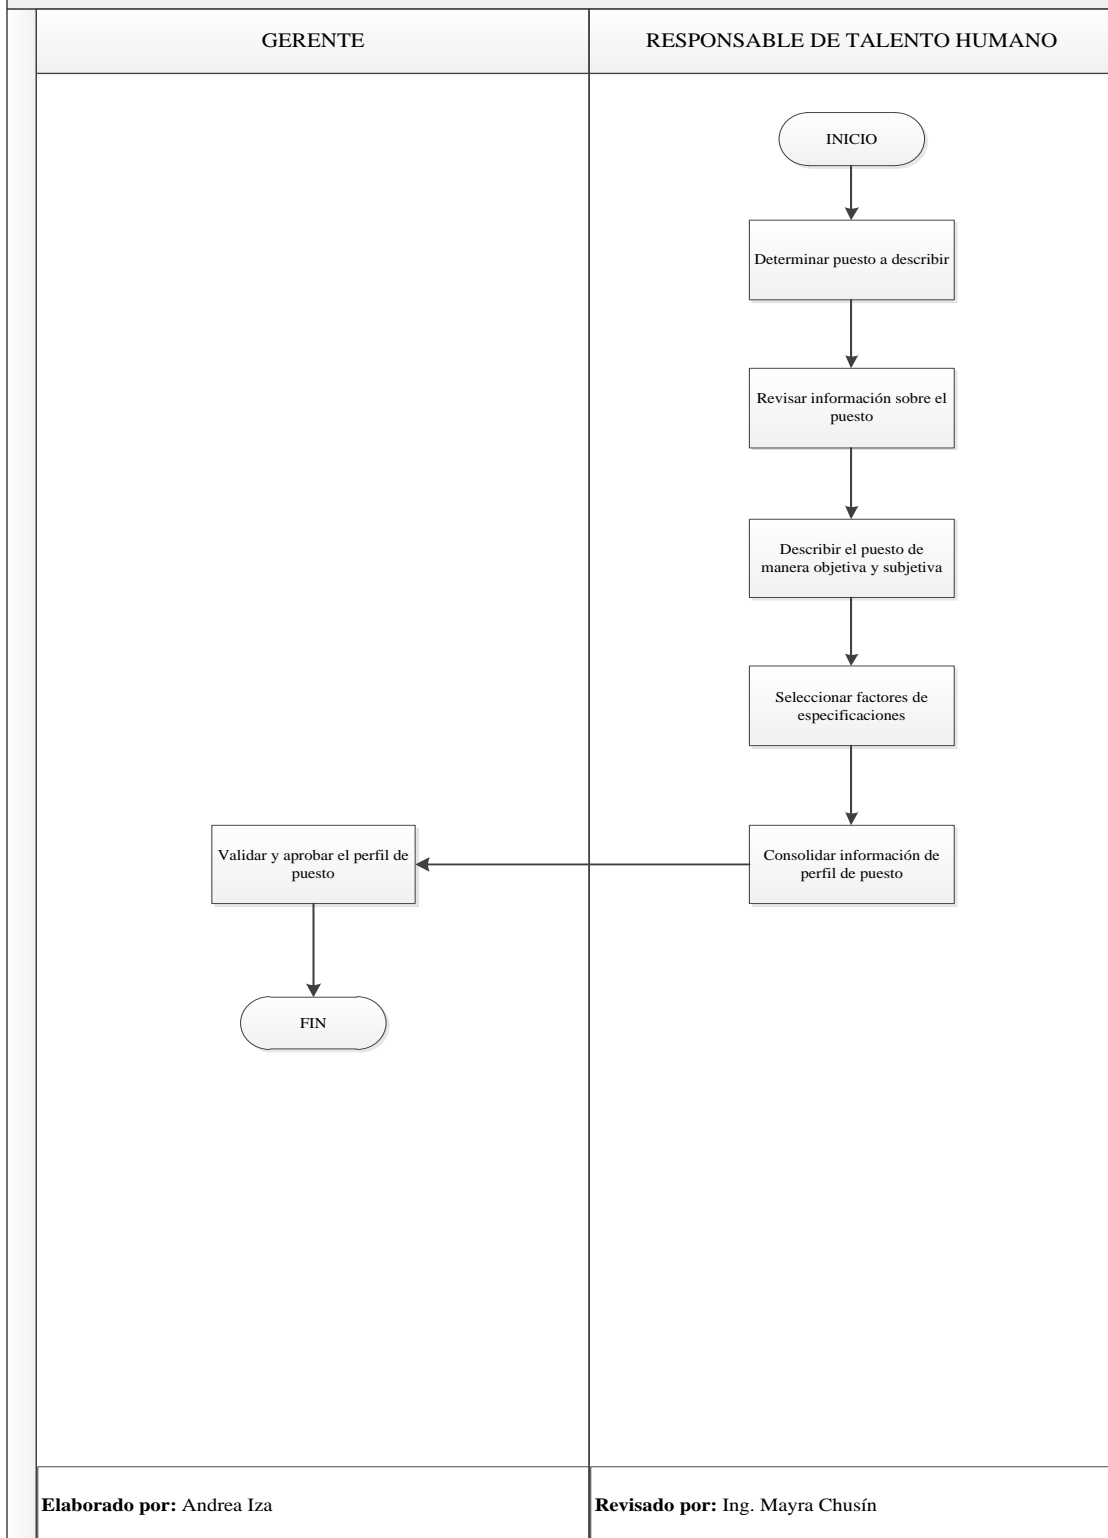 GERENTE
RESPONSABLE DE TALENTO HUMANO
INICIO
Determinar puesto a describir
Revisar información sobre el
puesto
Describir el puesto de
manera objetiva y subjetiva
Seleccionar factores de
especificaciones
Consolidar información de
perfil de puesto
Validar y aprobar el perfil de
puesto
FIN
Elaborado por: Andrea Iza
Revisado por: Ing. Mayra Chusín